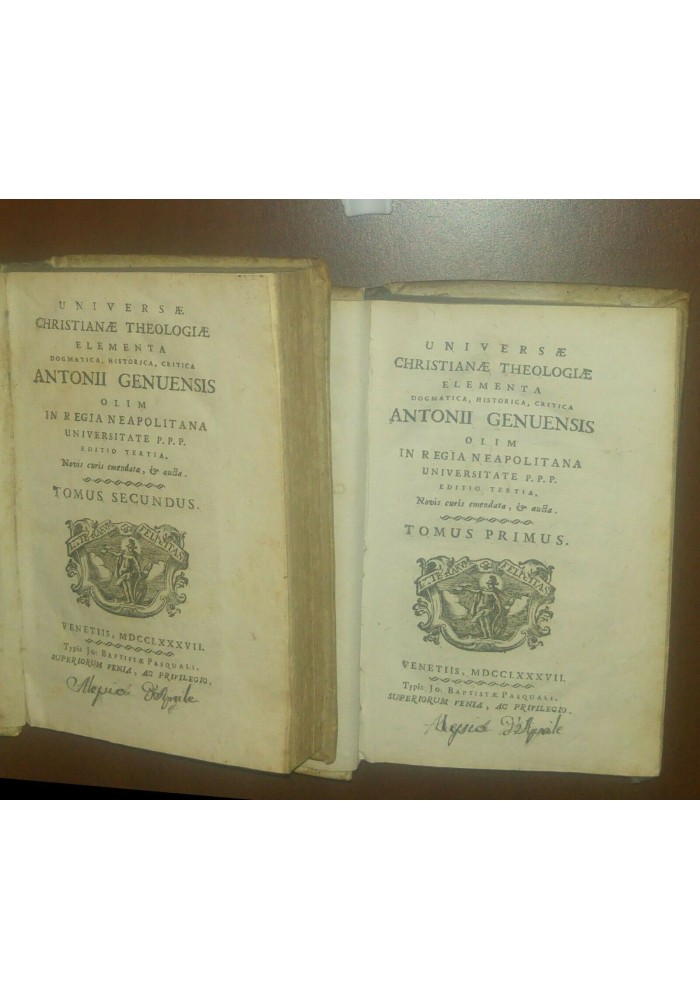 UNIVERSÆ
CHRISTIANÆ THEOLOGIÆ
ELEMENTA
DOGMATICA, HISTORICA, CRITICA
ANTONII GENUENSIS
OLIM
IN REGIA NEAPOLITANA
UNIVERSITATE P. P. P.
EDITIO TERTIA,
Novis curis emendata, & aucta.
TOMUS SECUNDUS.
FELICITAS
VENETIIS, MDCCLXXXVII.
Typis Jo. BAPTISTÆ PASQUALI.
SUPERIORUM VENIA, AC PRIVILEGIO.
UNIVERSÆ
CHRISTIANÆ THEOLOGIÆ
ELEMENTA
DOGMATICA, HISTORICA, CRITICA
ANTONII GENUENSIS
OLIM
IN REGIA NEAPOLITANA
UNIVERSITATE P. P. P.
EDITIO TERTIA,
Novis curis emendata, & aucta.
TOMUS PRIMUS.
FELICITAS
VENETIIS, MDCCLXXXVII.
Typis Jo. BAPTISTÆ PASQUALI.
SUPERIORUM VENIA, AC PRIVILEGIO.